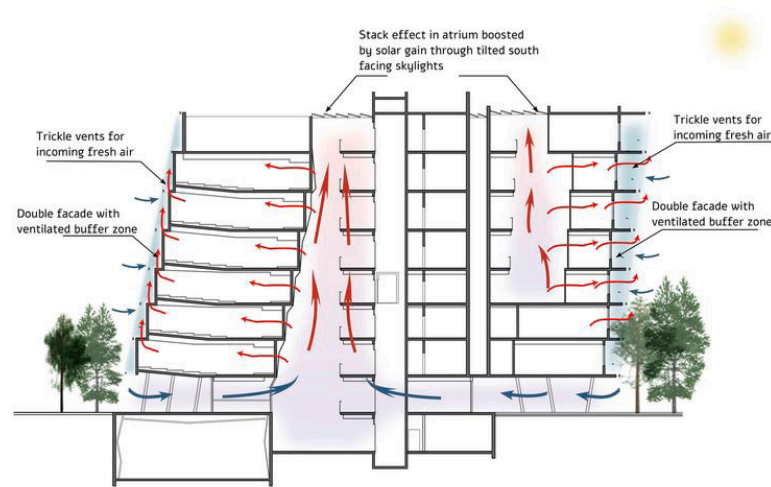 Stack effect in atrium boosted
by solar gain through tilted south
facing skylights
Trickle vents for
incoming fresh air
Double facade with
ventilated buffer zone
Trickle vents for
incoming fresh air
Double facade with
ventilated buffer zone